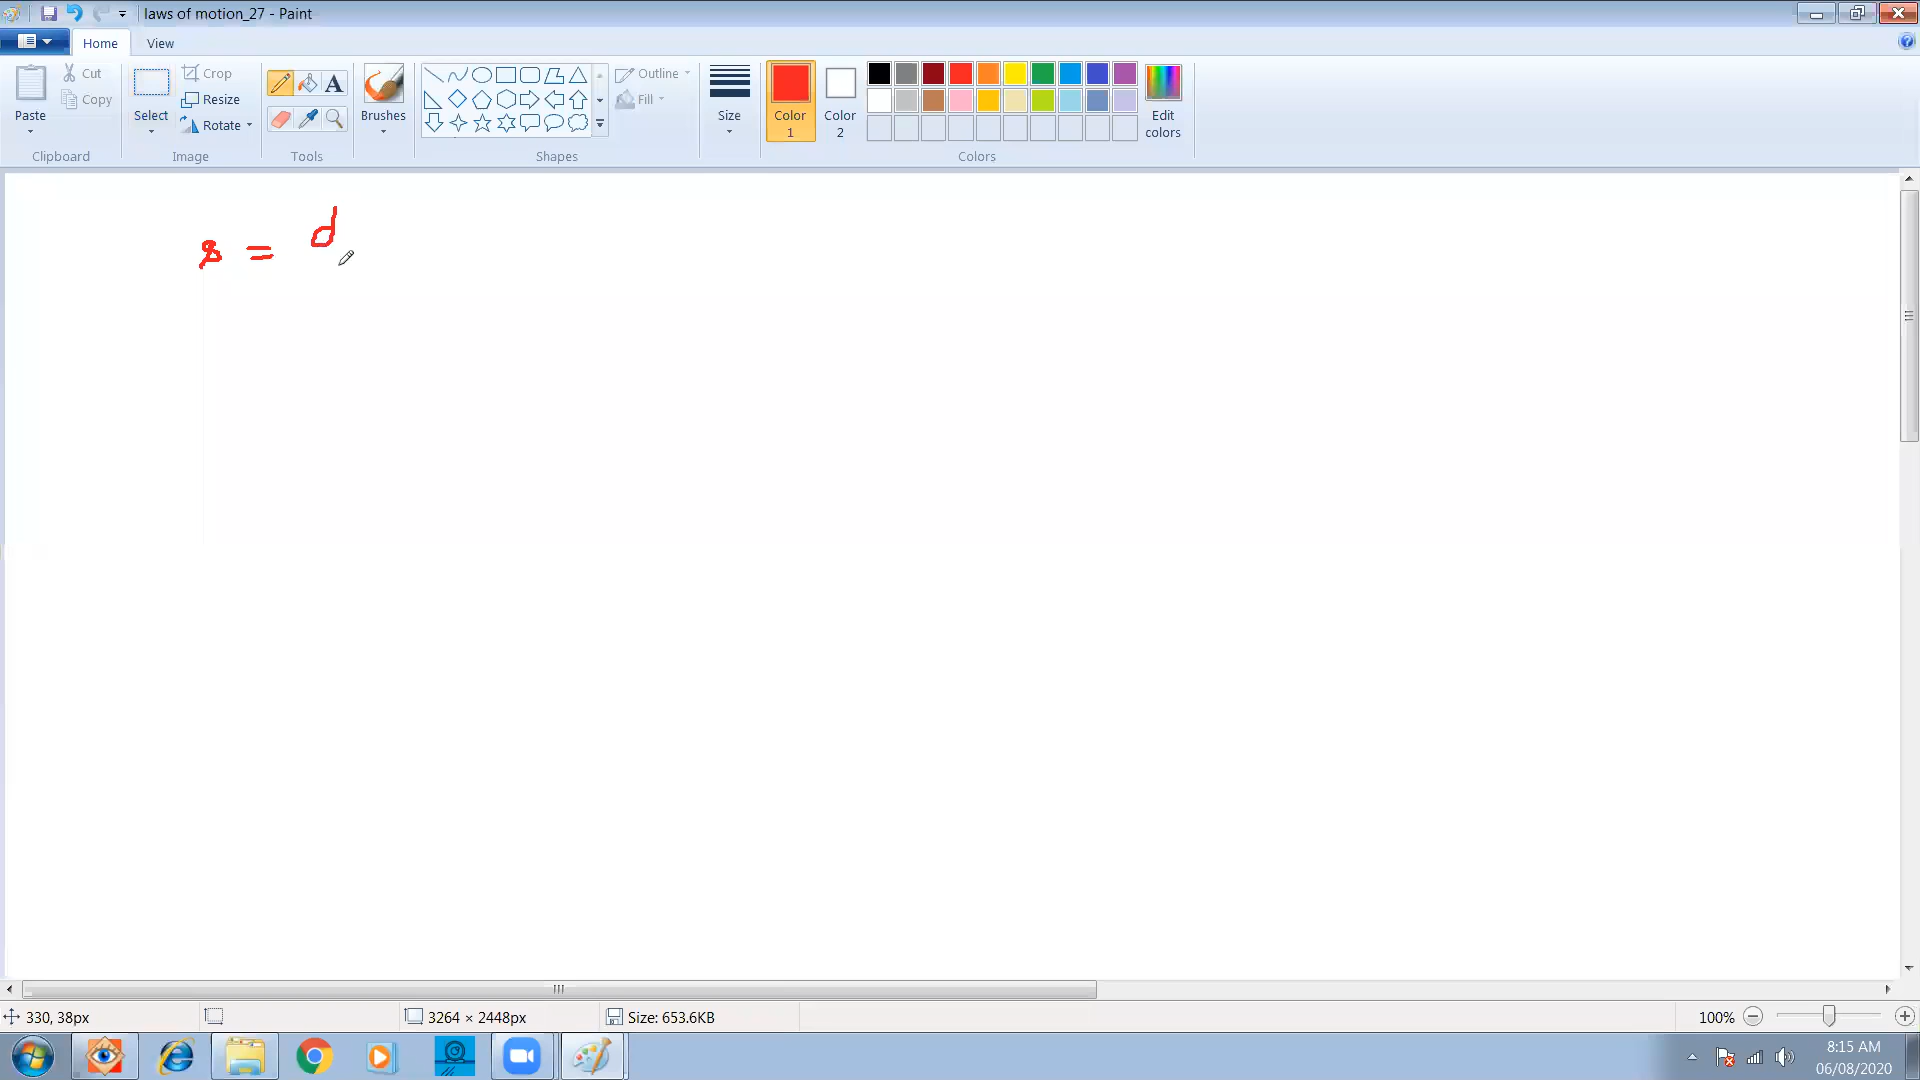 laws of motion_27 - Paint
Home View
Paste
Cut
Copy
Clipboard
Select
Crop
Resize
Rotate
Image
Tools
Brushes
Shapes
Outline
Fill
Size
Color 1
Color 2
Edit colors
Colors
s = d
330, 38px
3264 × 2448px
Size: 653.6KB
100%
8:15 AM
06/08/2020